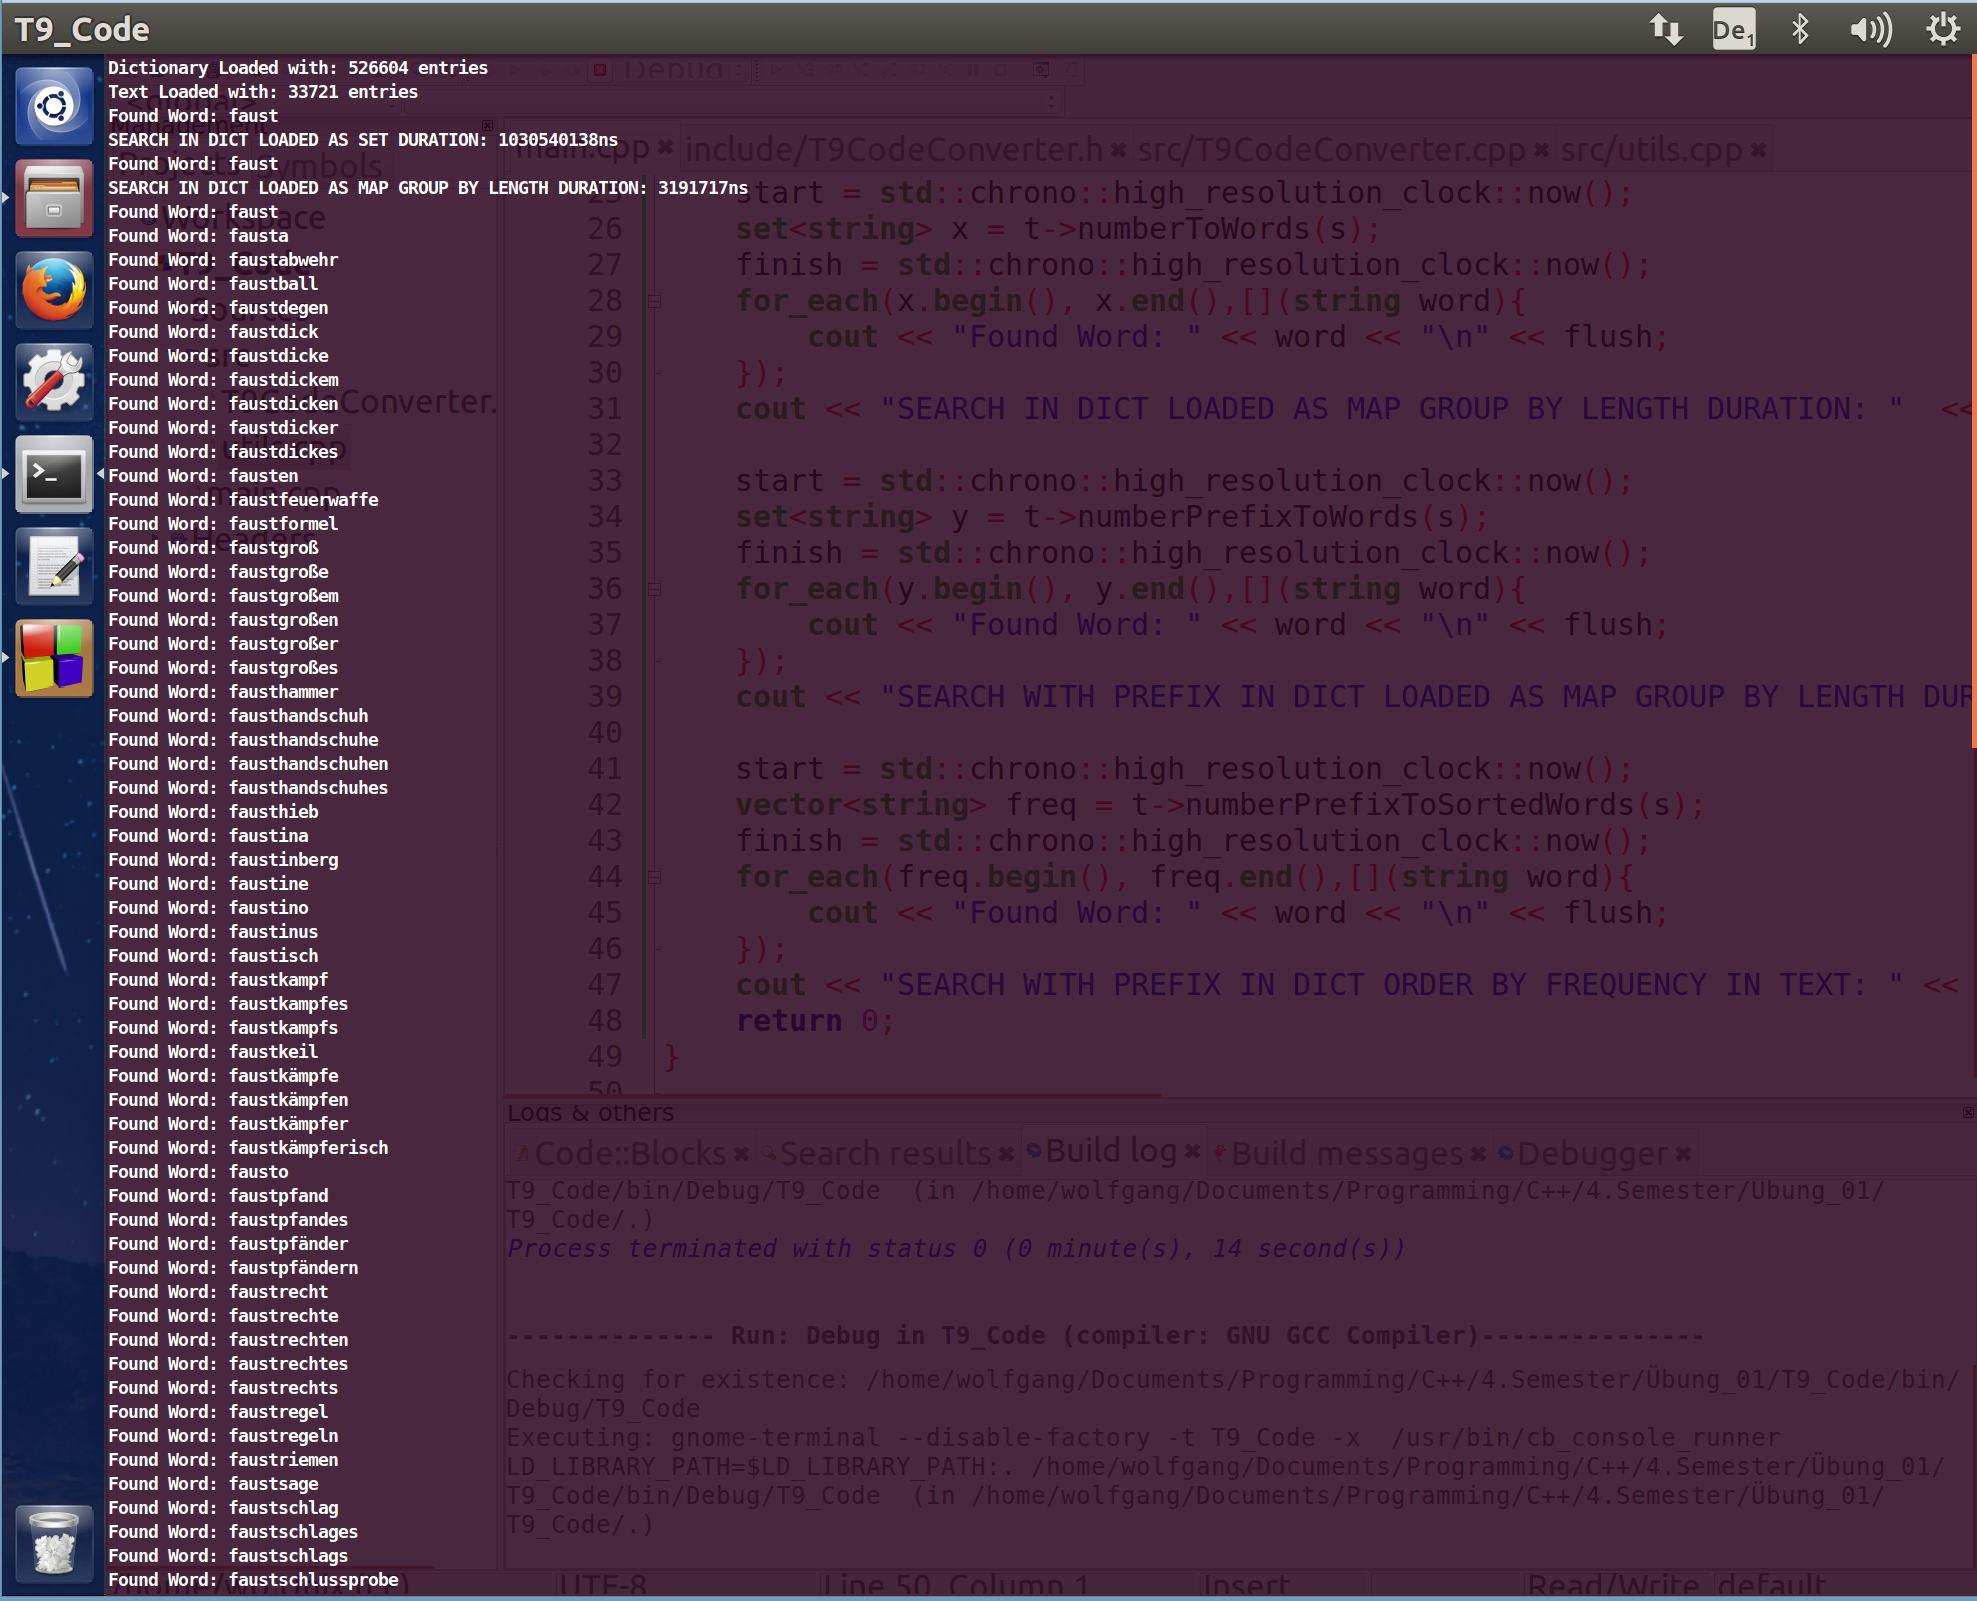 T9_Code
De1
Dictionary Loaded with: 526604 entries
Text Loaded with: 33721 entries
Found Word: faust
SEARCH IN DICT LOADED AS SET DURATION: 1030540138ns
Found Word: faust
SEARCH IN DICT LOADED AS MAP GROUP BY LENGTH DURATION: 3191717ns
Found Word: faust
Found Word: fausta
Found Word: faustabwehr
Found Word: faustball
Found Word: faustdegen
Found Word: faustdick
Found Word: faustdicke
Found Word: faustdickem
Found Word: faustdicken
Found Word: faustdicker
Found Word: faustdickes
Found Word: fausten
Found Word: faustfeuerwaffe
Found Word: faustformel
Found Word: faustgroß
Found Word: faustgroße
Found Word: faustgroßem
Found Word: faustgroßen
Found Word: faustgroßer
Found Word: faustgroßes
Found Word: fausthammer
Found Word: fausthandschuh
Found Word: fausthandschuhe
Found Word: fausthandschuhen
Found Word: fausthandschuhes
Found Word: fausthieb
Found Word: faustina
Found Word: faustinberg
Found Word: faustine
Found Word: faustino
Found Word: faustinus
Found Word: faustisch
Found Word: faustkampf
Found Word: faustkampfes
Found Word: faustkampfs
Found Word: faustkeil
Found Word: faustkämpfe
Found Word: faustkämpfen
Found Word: faustkämpfer
Found Word: faustkämpferisch
Found Word: fausto
Found Word: faustpfand
Found Word: faustpfandes
Found Word: faustpfänder
Found Word: faustpfändern
Found Word: faustrecht
Found Word: faustrechte
Found Word: faustrechten
Found Word: faustrechtes
Found Word: faustrechts
Found Word: faustregel
Found Word: faustregeln
Found Word: faustriemen
Found Word: faustsage
Found Word: faustschlag
Found Word: faustschlages
Found Word: faustschlags
Found Word: faustschlussprobe
Debug
<global>
Management
Projects Symbols
Workspace
T9_Code
Sources
src
T9CodeConverter.
utils.cpp
main.cpp
Headers
main.cpp include/T9CodeConverter.h src/T9CodeConverter.cpp src/utils.cpp
25 start = std::chrono::high_resolution_clock::now();
26 set<string> x = t->numberToWords(s);
27 finish = std::chrono::high_resolution_clock::now();
28 for_each(x.begin(), x.end(),[](string word){
29 cout << "Found Word: " << word << "\n" << flush;
30 });
31 cout << "SEARCH IN DICT LOADED AS MAP GROUP BY LENGTH DURATION: " <<
32
33 start = std::chrono::high_resolution_clock::now();
34 set<string> y = t->numberPrefixToWords(s);
35 finish = std::chrono::high_resolution_clock::now();
36 for_each(y.begin(), y.end(),[](string word){
37 cout << "Found Word: " << word << "\n" << flush;
38 });
39 cout << "SEARCH WITH PREFIX IN DICT LOADED AS MAP GROUP BY LENGTH DUR
40
41 start = std::chrono::high_resolution_clock::now();
42 vector<string> freq = t->numberPrefixToSortedWords(s);
43 finish = std::chrono::high_resolution_clock::now();
44 for_each(freq.begin(), freq.end(),[](string word){
45 cout << "Found Word: " << word << "\n" << flush;
46 });
47 cout << "SEARCH WITH PREFIX IN DICT ORDER BY FREQUENCY IN TEXT: " <<
48 return 0;
49 }
50
Logs & others
Code::Blocks Search results Build log Build messages Debugger
T9_Code/bin/Debug/T9_Code (in /home/wolfgang/Documents/Programming/C++/4.Semester/Übung_01/
T9_Code/.)
Process terminated with status 0 (0 minute(s), 14 second(s))
-------------- Run: Debug in T9_Code (compiler: GNU GCC Compiler)---------------
Checking for existence: /home/wolfgang/Documents/Programming/C++/4.Semester/Übung_01/T9_Code/bin/
Debug/T9_Code
Executing: gnome-terminal --disable-factory -t T9_Code -x /usr/bin/cb_console_runner
LD_LIBRARY_PATH=$LD_LIBRARY_PATH:. /home/wolfgang/Documents/Programming/C++/4.Semester/Übung_01/
T9_Code/bin/Debug/T9_Code (in /home/wolfgang/Documents/Programming/C++/4.Semester/Übung_01/
T9_Code/.)
UTF-8 Line 50, Column 1 Insert Read/Write default